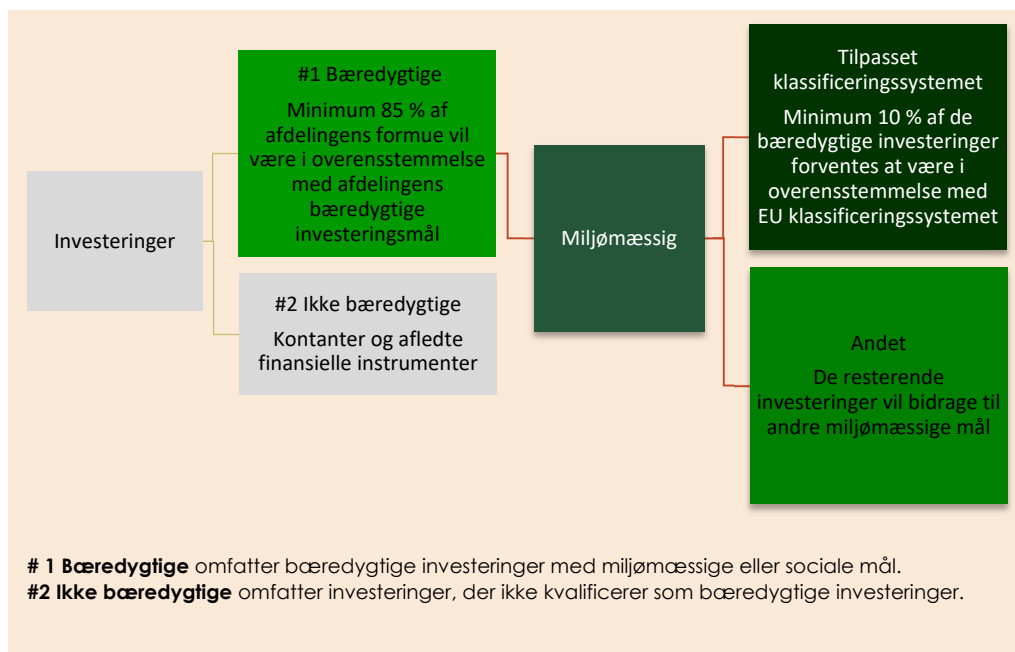 Investeringer
#1 Bæredygtige
Minimum 85 % af
afdelingens formue vil
være i overensstemmelse
med afdelingens
bæredygtige
investeringsmål
#2 Ikke bæredygtige
Kontanter og afledte
finansielle instrumenter
Miljømæssig
Tilpasset
klassificeringssystemet
Minimum 10 % af de
bæredygtige investeringer
forventes at være i
overensstemmelse med
EU klassificeringssystemet
Andet
De resterende
investeringer vil bidrage til
andre miljømæssige mål
# 1 Bæredygtige omfatter bæredygtige investeringer med miljømæssige eller sociale mål.
#2 Ikke bæredygtige omfatter investeringer, der ikke kvalificerer som bæredygtige investeringer.